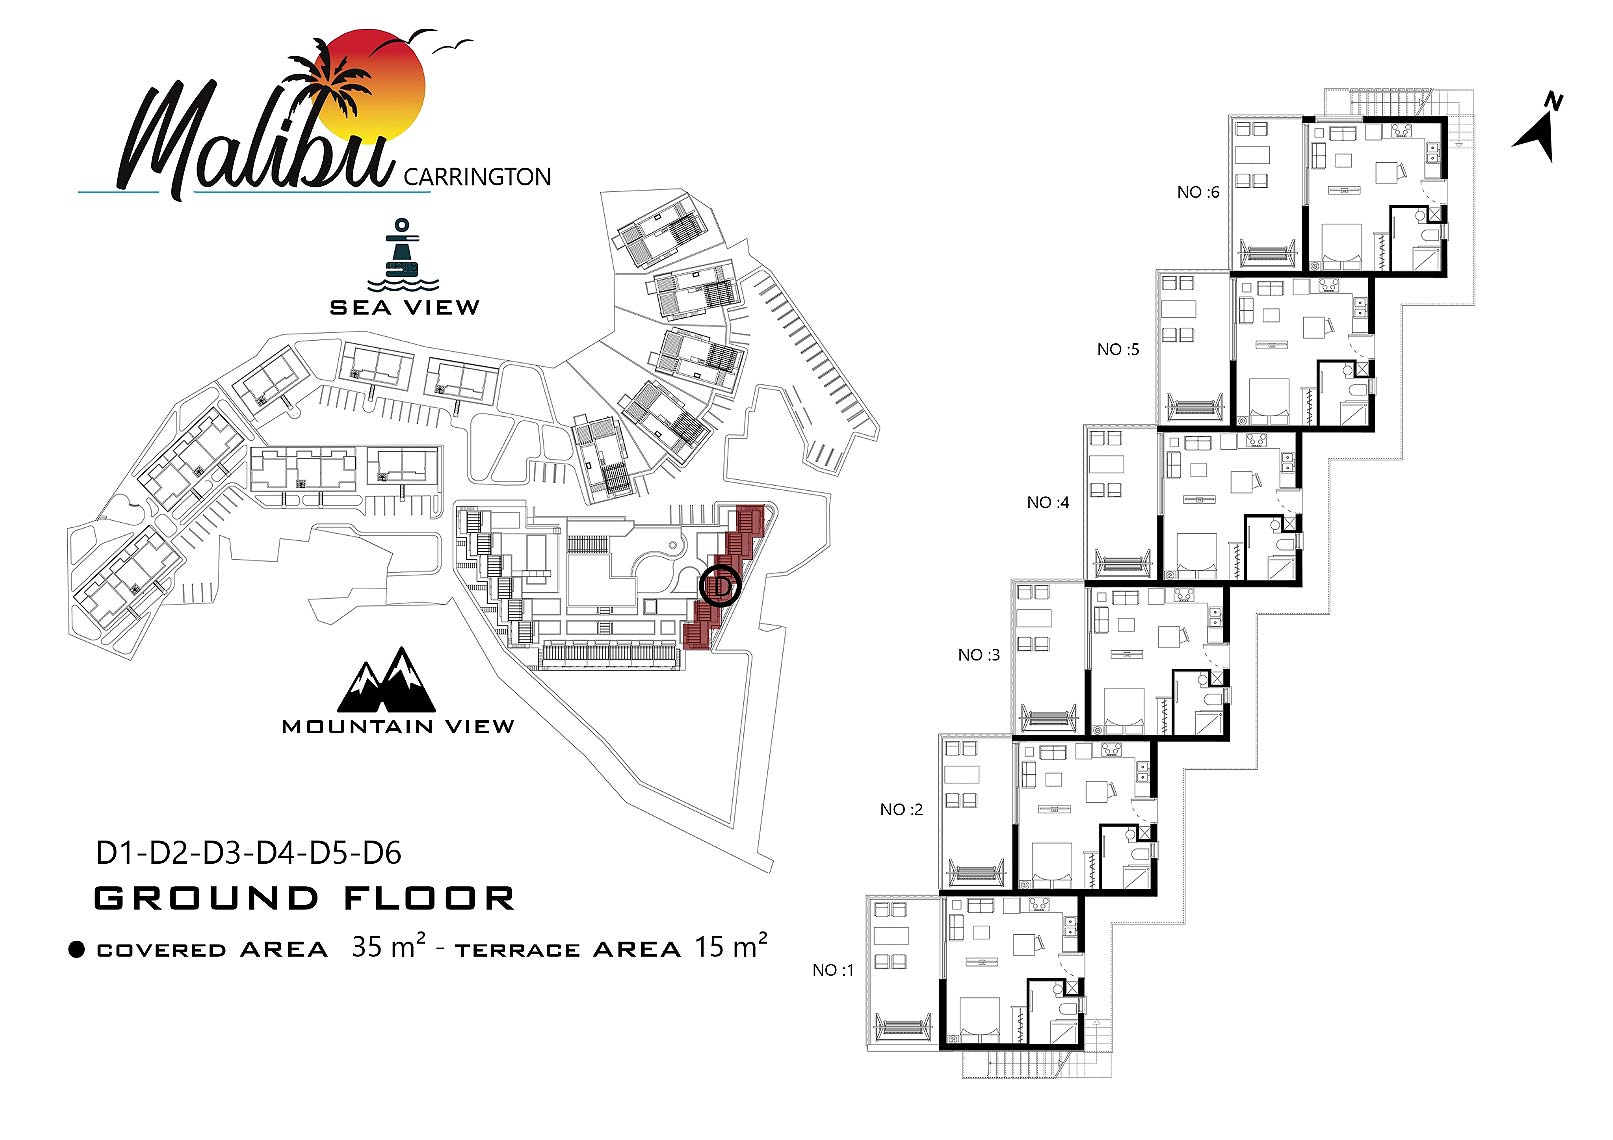 Malibu CARRINGTON
SEA VIEW
N
NO :6
NO :5
NO :4
NO :3
NO :2
NO :1
D
MOUNTAIN VIEW
D1-D2-D3-D4-D5-D6
GROUND FLOOR
● COVERED AREA 35 m² - TERRACE AREA 15 m²